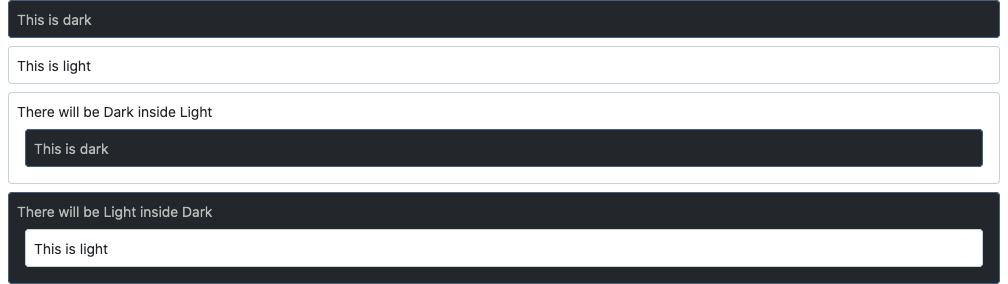 This is dark
This is light
There will be Dark inside Light
This is dark
There will be Light inside Dark
This is light